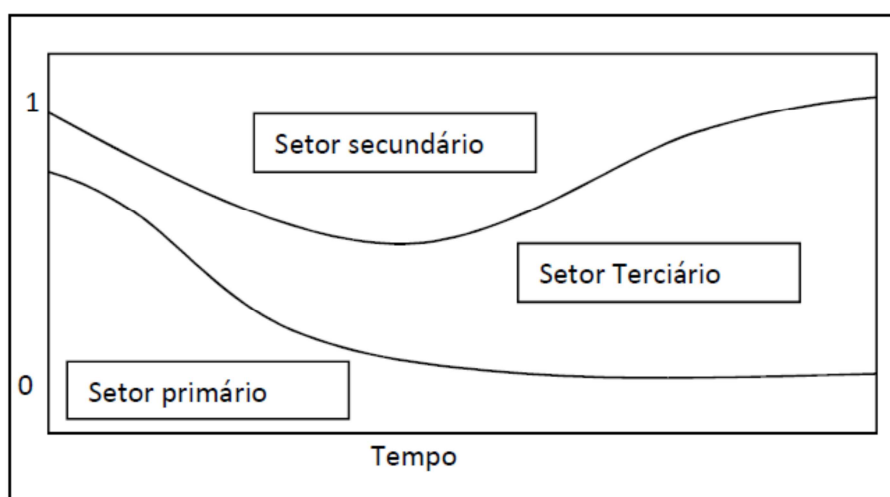 1
Setor secundário
Setor Terciário
0
Setor primário
Tempo